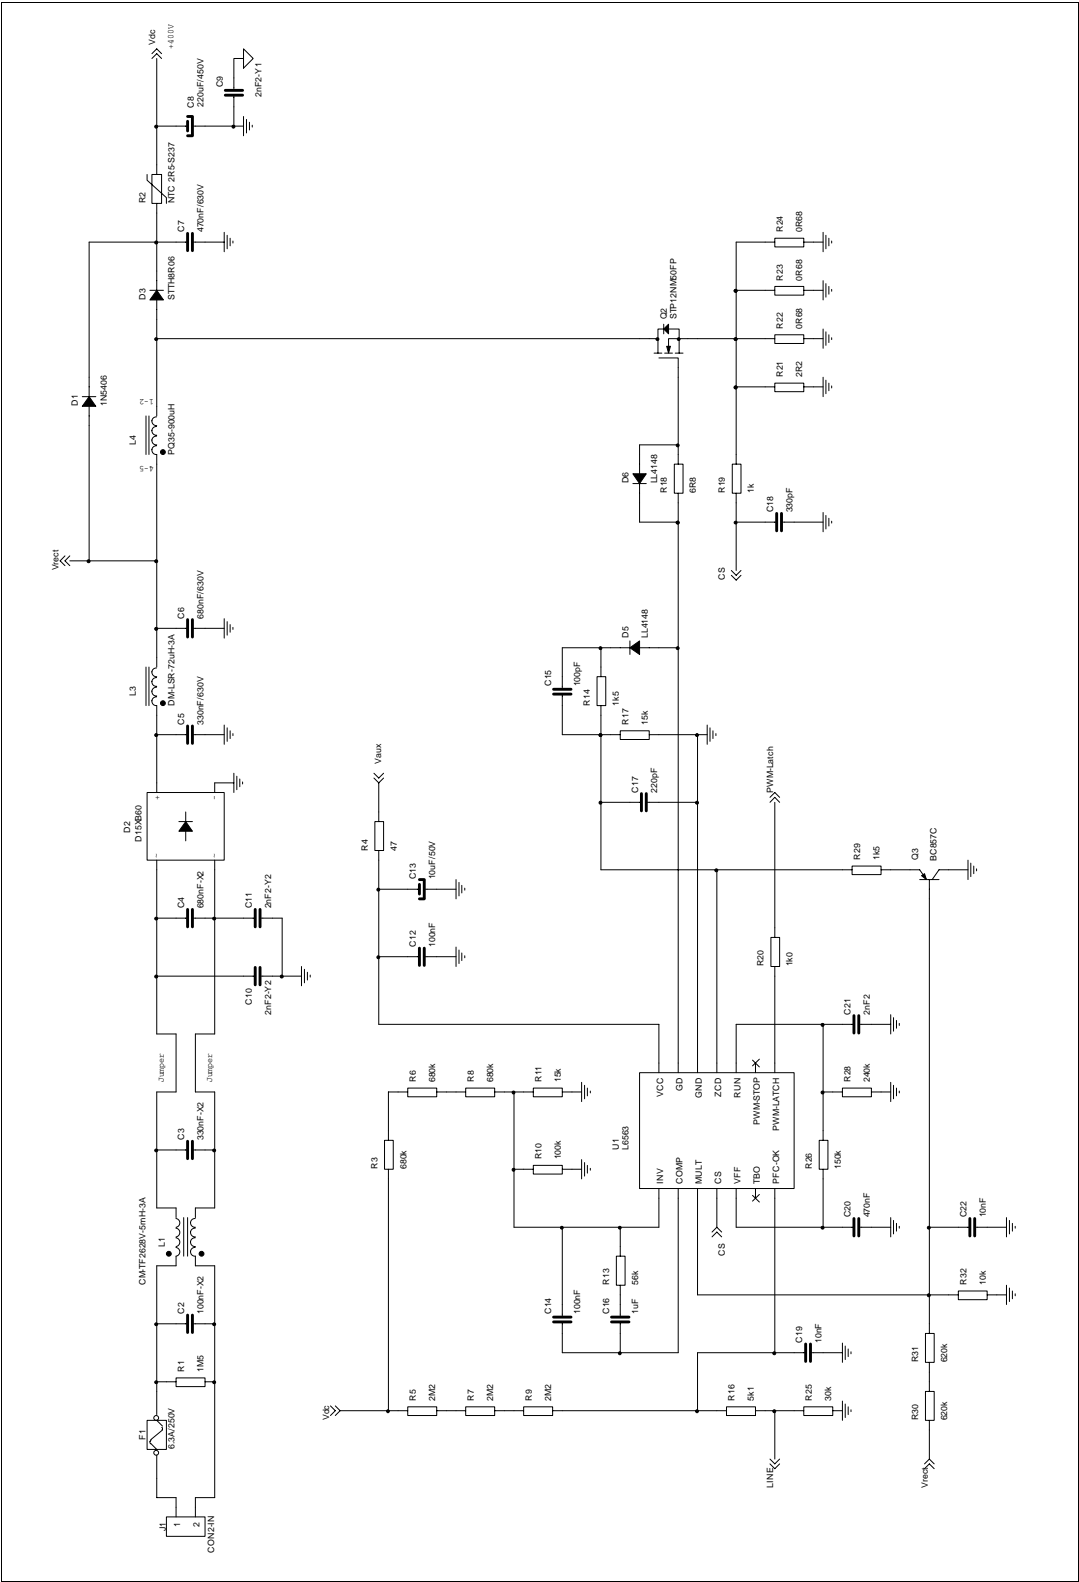 J1
1
2
CON2-IN
F1
6.3A/250V
R1
1M5
C2
100nF-X2
CM-TF2628V-5mH-3A
L1
C3
330nF-X2
Jumper
Jumper
C10
2nF2-Y2
C11
2nF2-Y2
C4
680nF-X2
D2
D15XB60
+
-
~
~
C5
330nF/630V
L3
DM-LSR-72uH-3A
C6
680nF/630V
Vrect
D1
1N5406
4-5
L4
1-2
PQ35-900uH
D3
STTH8R06
C7
470nF/630V
R2
NTC 2R5-S237
C8
220uF/450V
C9
2nF2-Y1
Vdc
+400V
Vdc
R3
680k
R6
680k
R8
680k
R11
15k
R10
100k
R5
2M2
R7
2M2
R9
2M2
C14
100nF
C16
1uF
R13
56k
R16
5k1
R25
30k
LINE
C19
10nF
R4
47
Vaux
C13
10uF/50V
C12
100nF
U1
L6563
INV
COMP
MULT
CS
VFF
TBO
PFC-OK
VCC
GD
GND
ZCD
RUN
PWM-STOP
PWM-LATCH
CS
C15
100pF
R14
1k5
D5
LL4148
R17
15k
C17
220pF
D6
LL4148
R18
6R8
Q2
STP12NM50FP
R19
1k
C18
330pF
CS
R21
2R2
R22
0R68
R23
0R68
R24
0R68
PWM-Latch
R20
1k0
R29
1k5
Q3
BC857C
C21
2nF2
R28
240k
R26
150k
C20
470nF
C22
10nF
R32
10k
R31
620k
R30
620k
Vrect